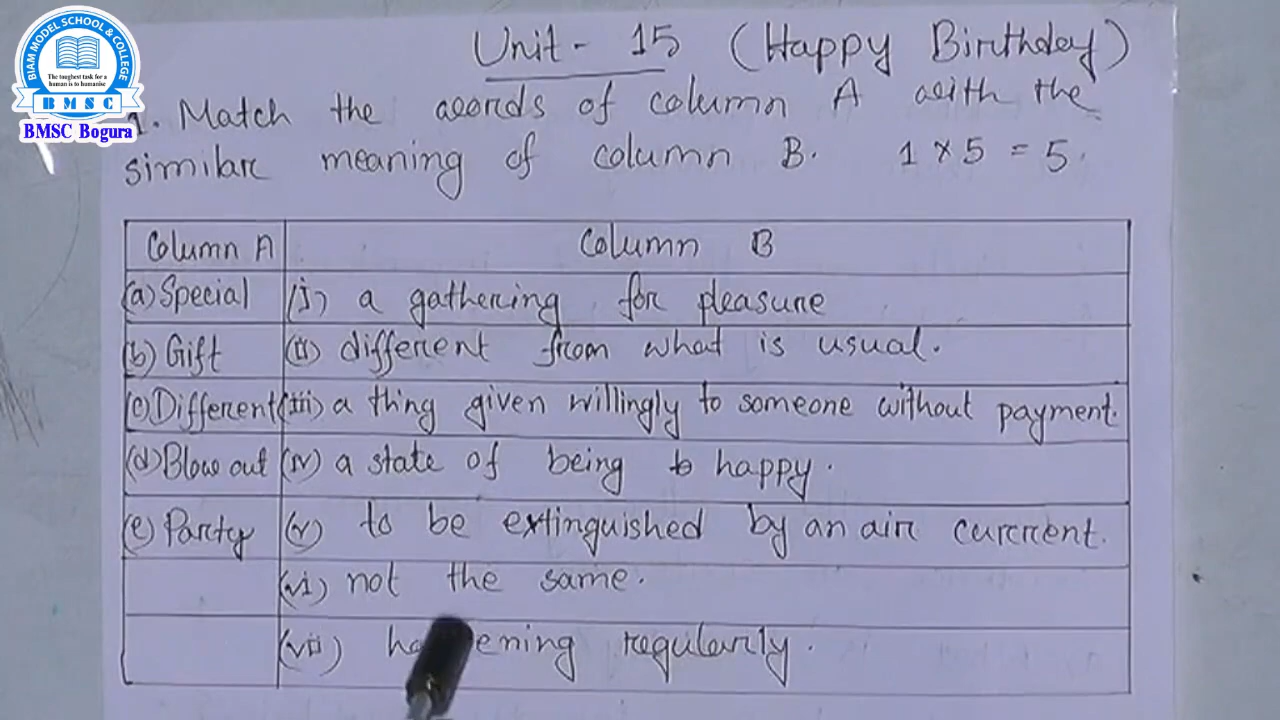 BIAM MODEL SCHOOL & COLLEGE
The toughest task for a
human is to humanise
B M S C
BMSC Bogura
Unit - 15 (Happy Birthday)
1. Match the words of column A with the
similar meaning of column B. 1 × 5 = 5.
Column A Column B
(a) Special (i) a gathering for pleasure
(b) Gift (ii) different from what is usual.
(c) Different (iii) a thing given willingly to someone without payment.
(d) Blow out (iv) a state of being happy.
(e) Party (v) to be extinguished by an air current.
(vi) not the same.
(vii) regularly.